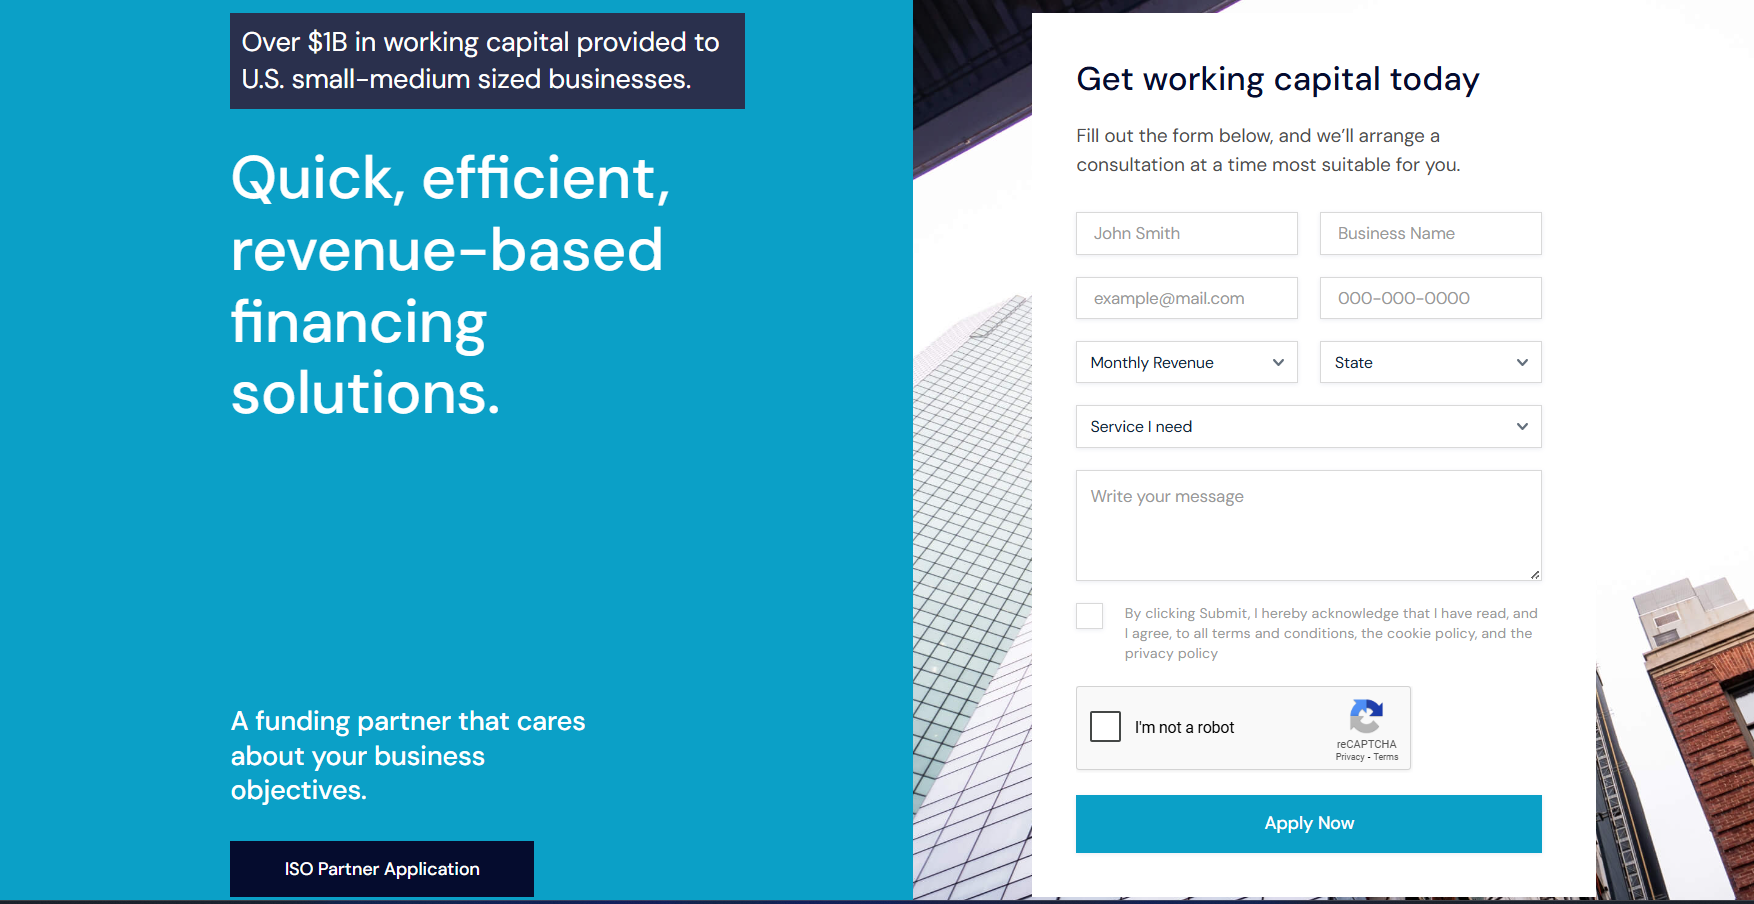 Over $1B in working capital provided to
U.S. small-medium sized businesses.
Quick, efficient,
revenue-based
financing
solutions.
A funding partner that cares
about your business
objectives.
ISO Partner Application
Get working capital today
Fill out the form below, and we’ll arrange a
consultation at a time most suitable for you.
John Smith
Business Name
example@mail.com
000-000-0000
Monthly Revenue
State
Service I need
Write your message
By clicking Submit, I hereby acknowledge that I have read, and
I agree, to all terms and conditions, the cookie policy, and the
privacy policy
I'm not a robot
reCAPTCHA
Privacy - Terms
Apply Now